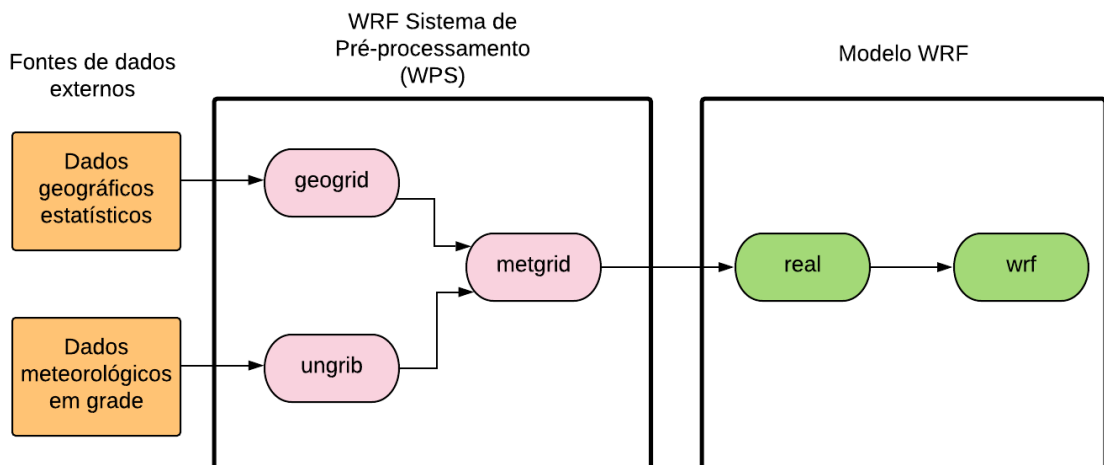 Fontes de dados
externos
WRF Sistema de
Pré-processamento
(WPS)
Modelo WRF
Dados
geográficos
estatísticos
geogrid
metgrid
real
wrf
Dados
meteorológicos
em grade
ungrib